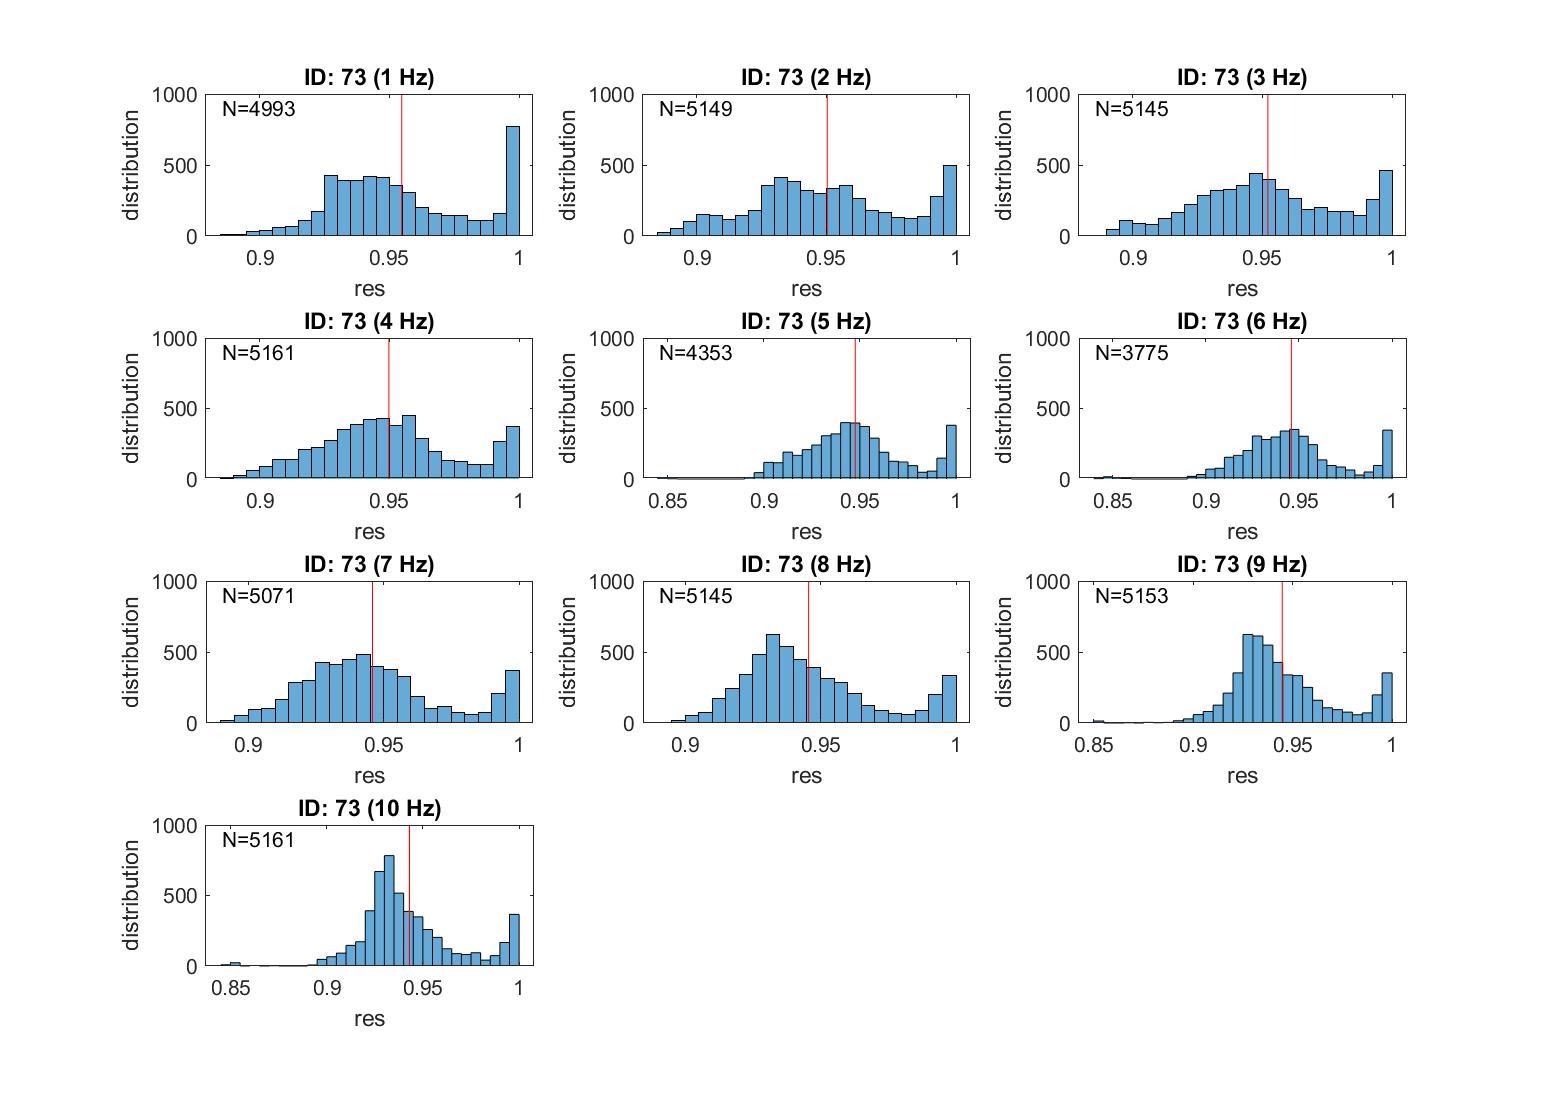 ID: 73 (1 Hz)
N=4993
1000
500
0
distribution
0.9 0.95 1
res
ID: 73 (2 Hz)
N=5149
1000
500
0
distribution
0.9 0.95 1
res
ID: 73 (3 Hz)
N=5145
1000
500
0
distribution
0.9 0.95 1
res
ID: 73 (4 Hz)
N=5161
1000
500
0
distribution
0.9 0.95 1
res
ID: 73 (5 Hz)
N=4353
1000
500
0
distribution
0.85 0.9 0.95 1
res
ID: 73 (6 Hz)
N=3775
1000
500
0
distribution
0.85 0.9 0.95 1
res
ID: 73 (7 Hz)
N=5071
1000
500
0
distribution
0.9 0.95 1
res
ID: 73 (8 Hz)
N=5145
1000
500
0
distribution
0.9 0.95 1
res
ID: 73 (9 Hz)
N=5153
1000
500
0
distribution
0.85 0.9 0.95 1
res
ID: 73 (10 Hz)
N=5161
1000
500
0
distribution
0.85 0.9 0.95 1
res